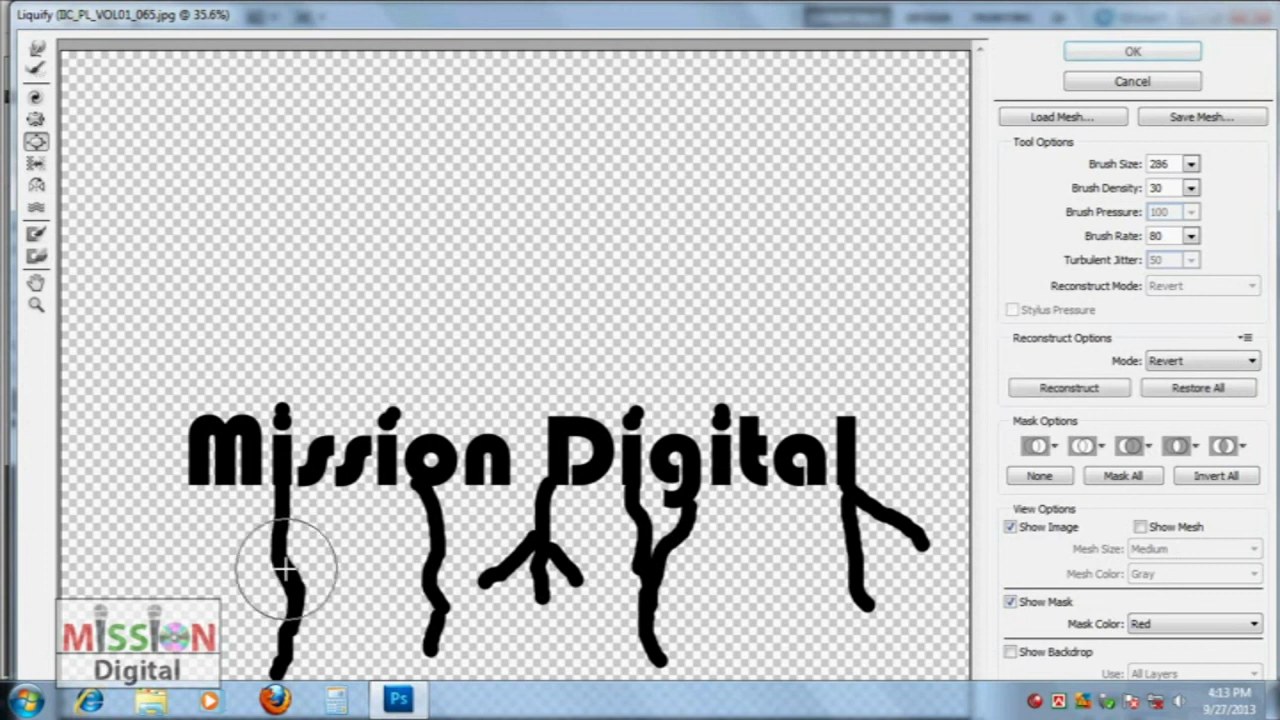 Liquify (IIC_PL_VOL01_065.jpg @ 35.6%)
OK
Cancel
Load Mesh...
Save Mesh...
Tool Options
Brush Size: 286
Brush Density: 30
Brush Pressure: 100
Brush Rate: 80
Turbulent Jitter: 50
Reconstruct Mode: Revert
Stylus Pressure
Reconstruct Options
Mode: Revert
Reconstruct
Restore All
Mask Options
None
Mask All
Invert All
View Options
Show Image
Show Mesh
Mesh Size: Medium
Mesh Color: Gray
Show Mask
Mask Color: Red
Show Backdrop
Use: All Layers
Mission Digital
MiSSiON
Digital
Ps
4:13 PM
9/27/2013